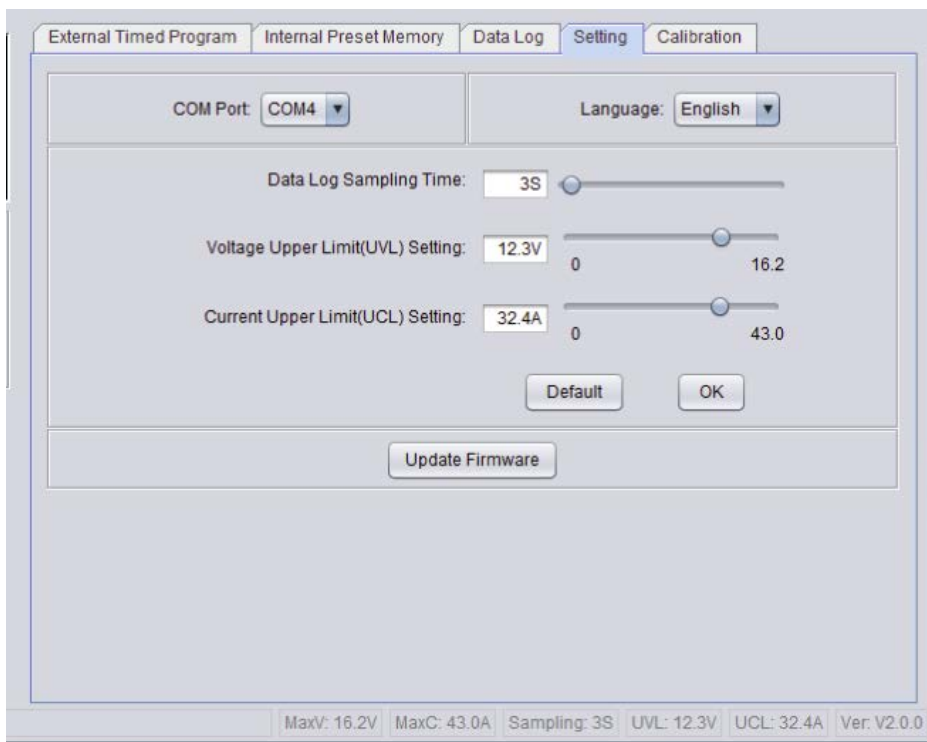 External Timed Program Internal Preset Memory Data Log Setting Calibration
COM Port: COM4 Language: English
Data Log Sampling Time: 3S
Voltage Upper Limit(UVL) Setting: 12.3V
0 16.2
Current Upper Limit(UCL) Setting: 32.4A
0 43.0
Default OK
Update Firmware
MaxV: 16.2V MaxC: 43.0A Sampling: 3S UVL: 12.3V UCL: 32.4A Ver: V2.0.0